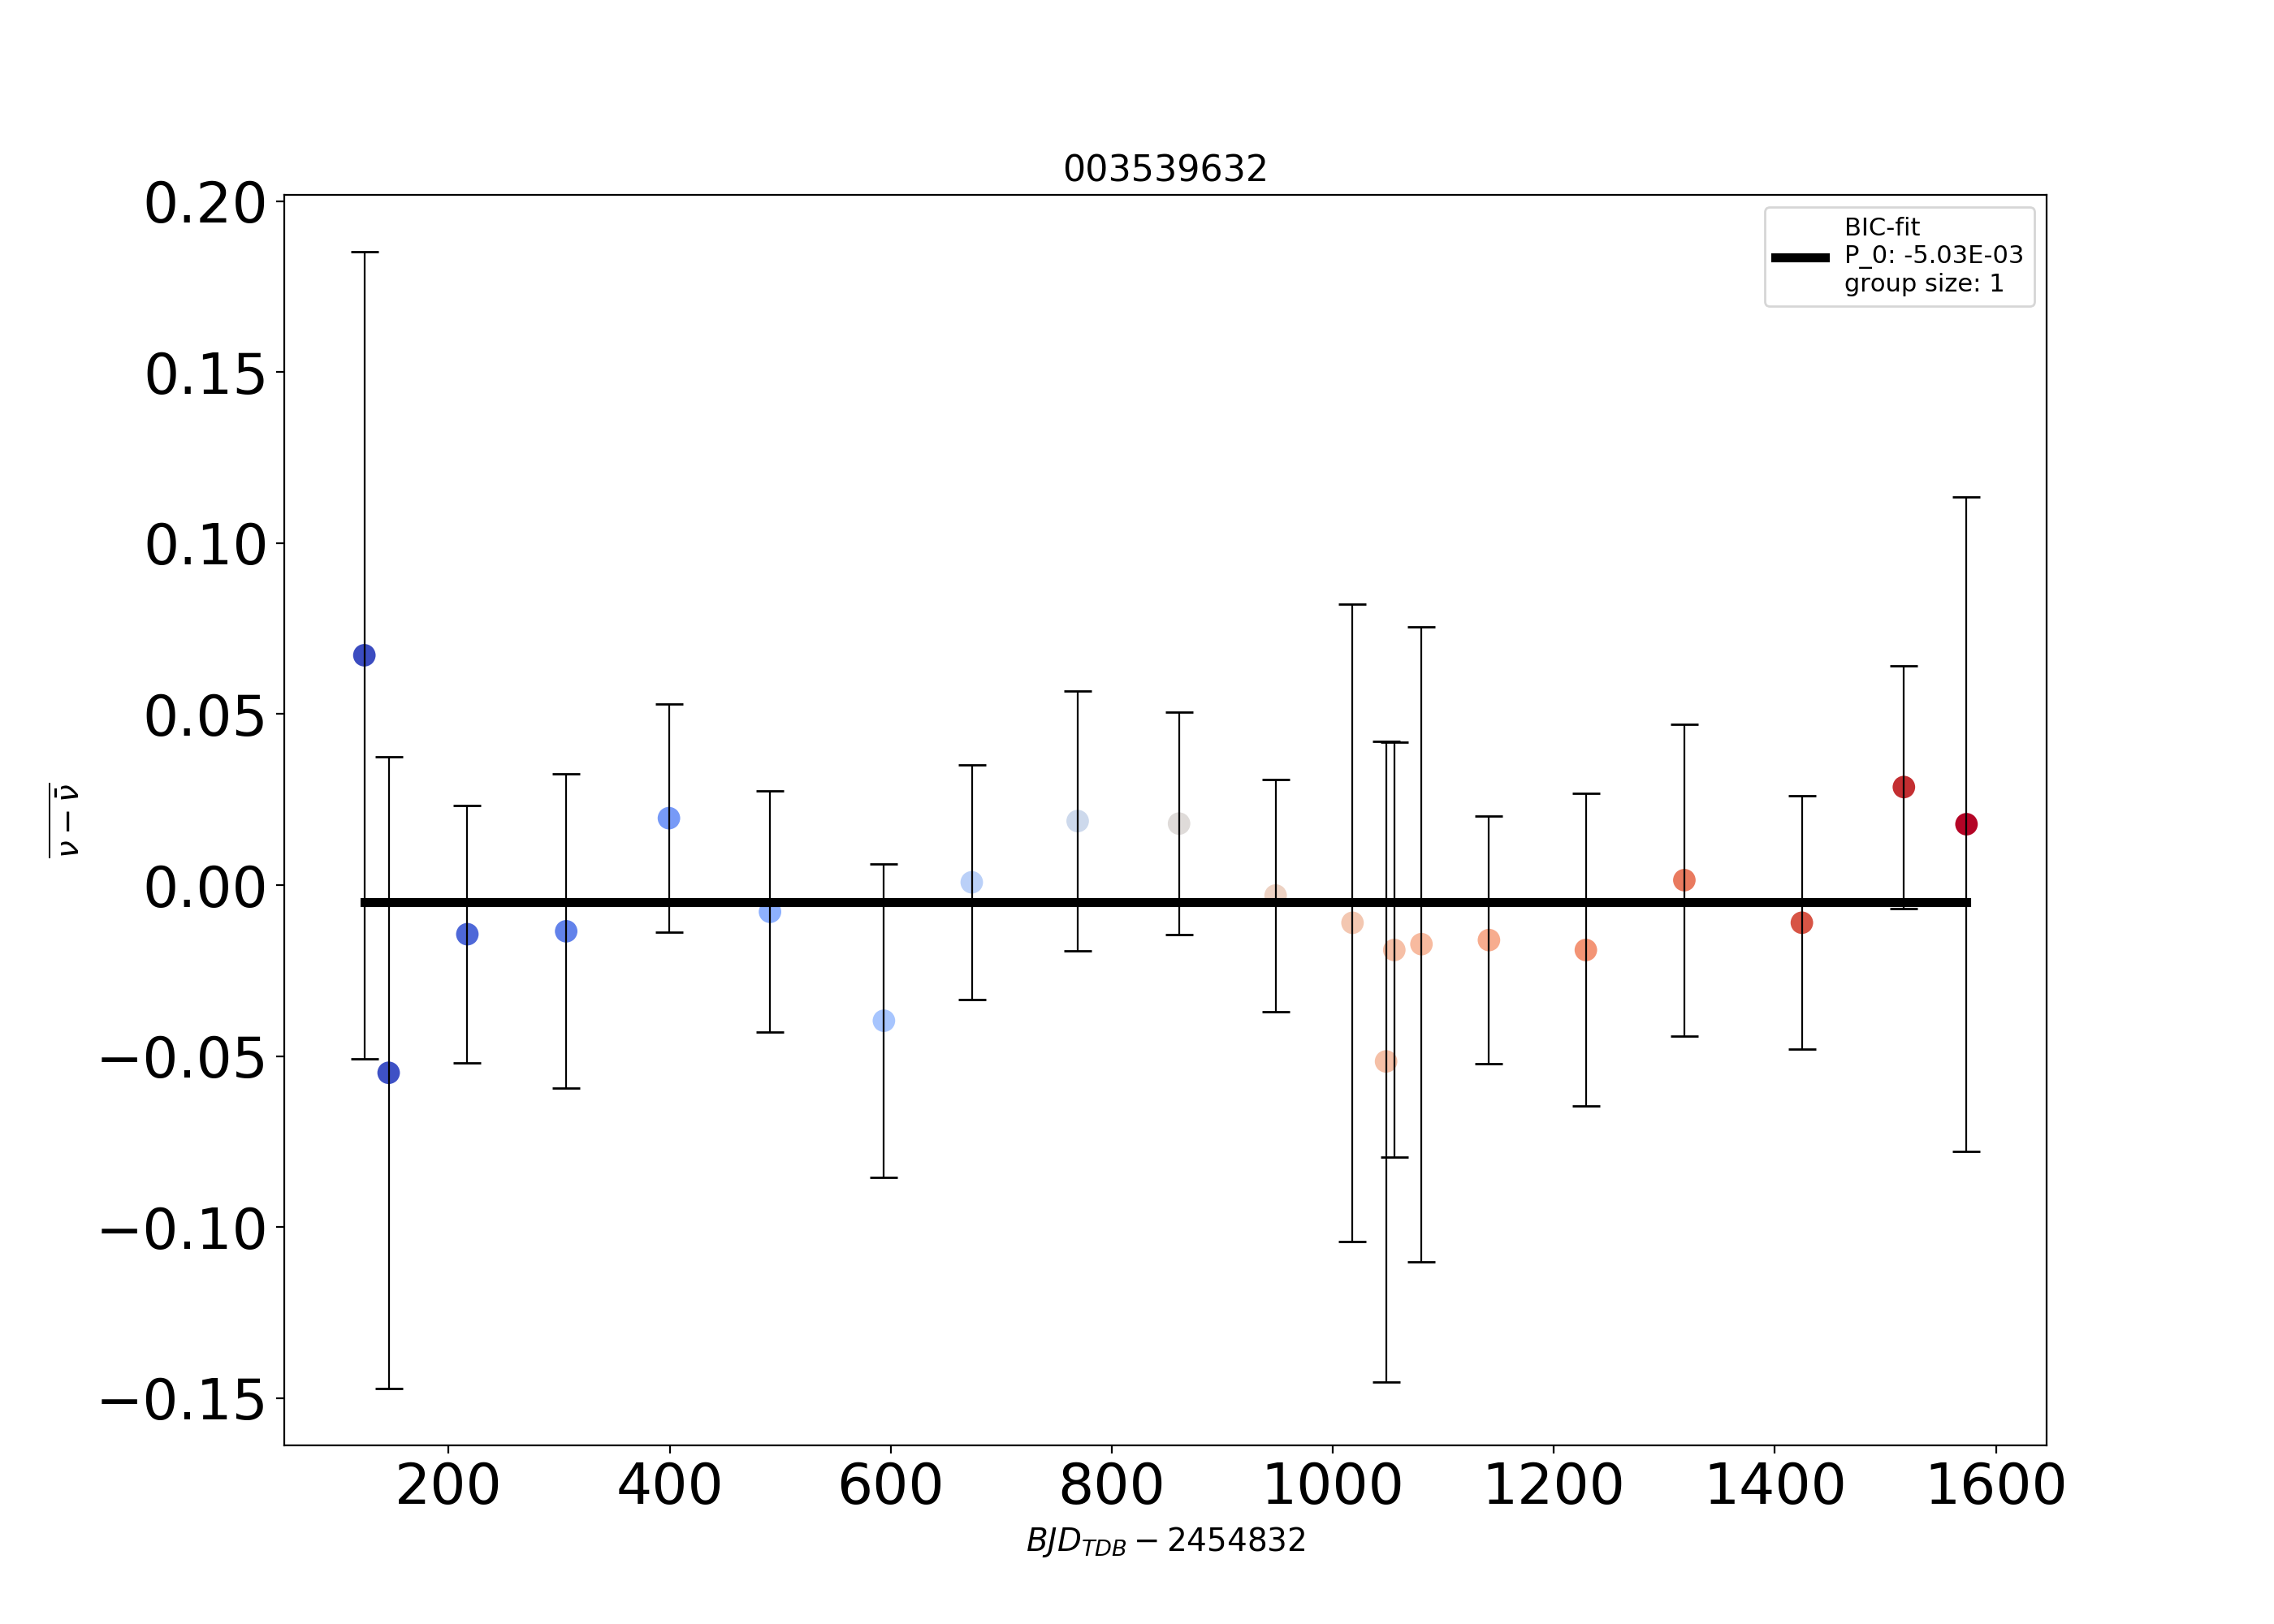 003539632
BIC-fit
P_0: -5.03E-03
group size: 1
0.20
0.15
0.10
0.05
0.00
−0.05
−0.10
−0.15
ν − ν̄
200 400 600 800 1000 1200 1400 1600
BJD_TDB − 2454832